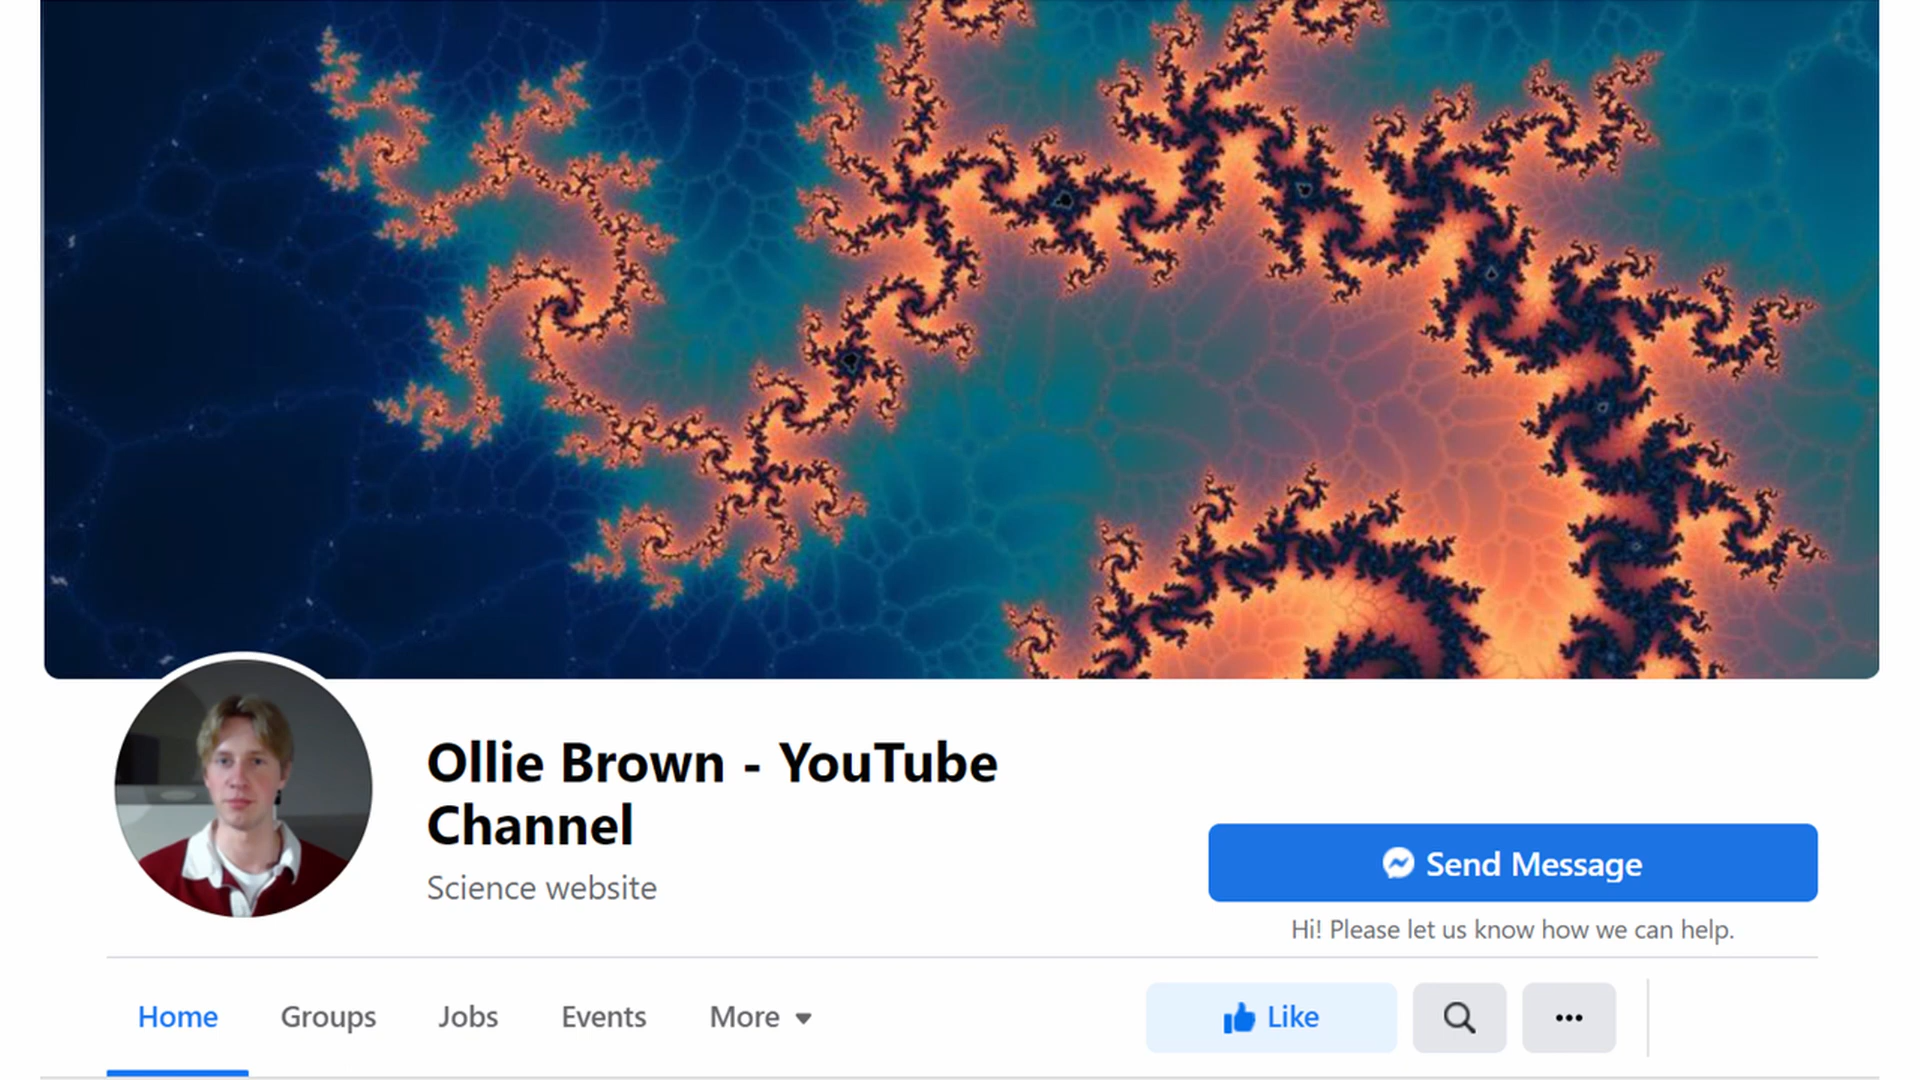 Ollie Brown - YouTube
Channel
Science website
Send Message
Hi! Please let us know how we can help.
Home Groups Jobs Events More
Like